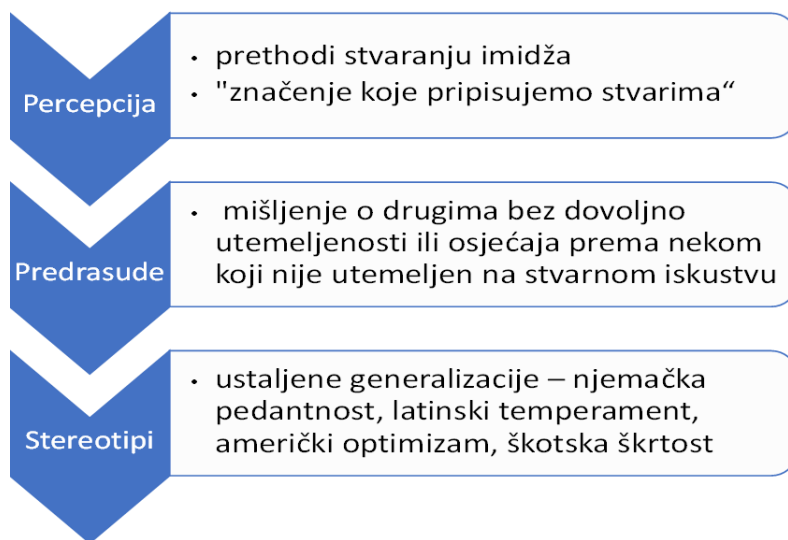 Percepcija
• prethodi stvaranju imidža
• "značenje koje pripisujemo stvarima“
Predrasude
• mišljenje o drugima bez dovoljno
utemeljenosti ili osjećaja prema nekom
koji nije utemeljen na stvarnom iskustvu
Stereotipi
• ustaljene generalizacije – njemačka
pedantnost, latinski temperament,
američki optimizam, škotska škrtost